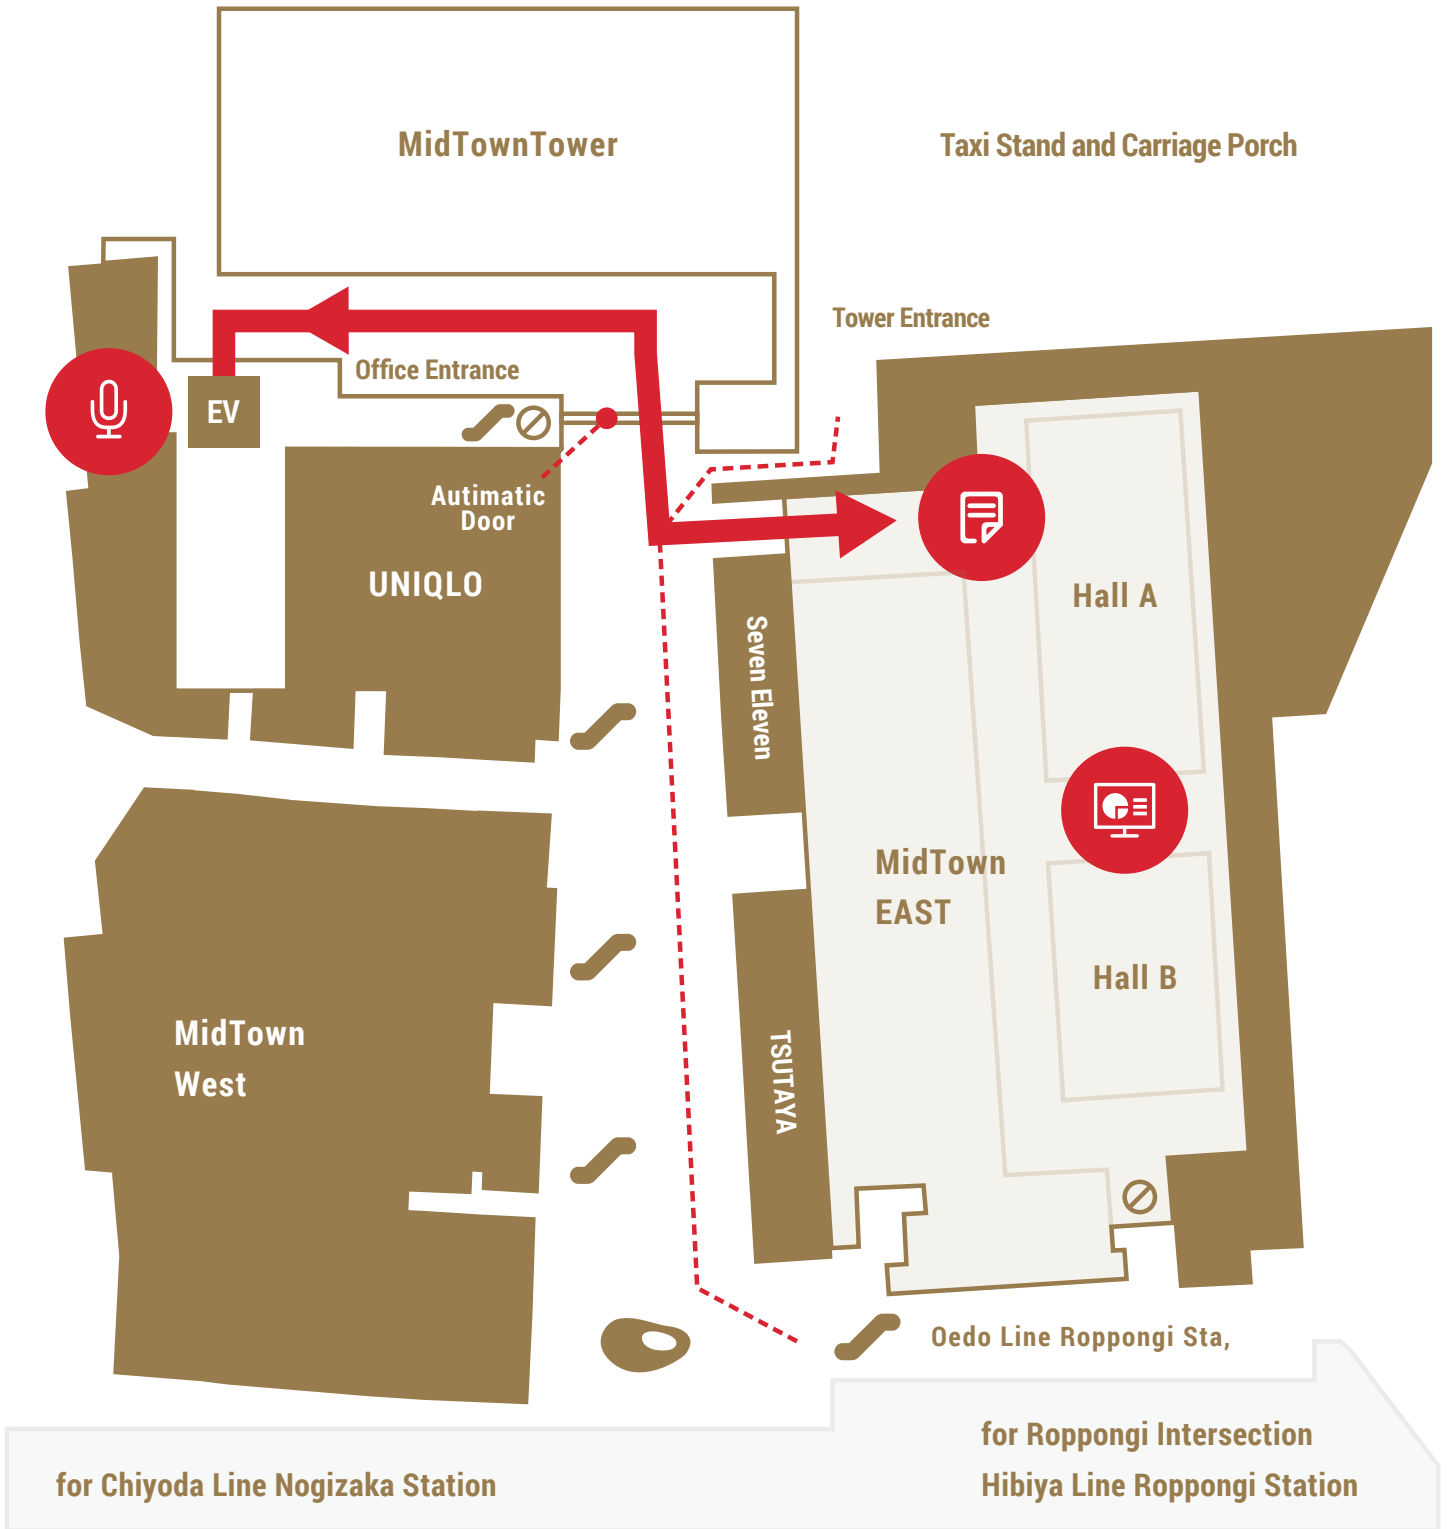 MidTownTower
Taxi Stand and Carriage Porch
Tower Entrance
Office Entrance
EV
Autimatic
Door
UNIQLO
Seven Eleven
Hall A
MidTown
EAST
Hall B
MidTown
West
TSUTAYA
Oedo Line Roppongi Sta,
for Roppongi Intersection
Hibiya Line Roppongi Station
for Chiyoda Line Nogizaka Station